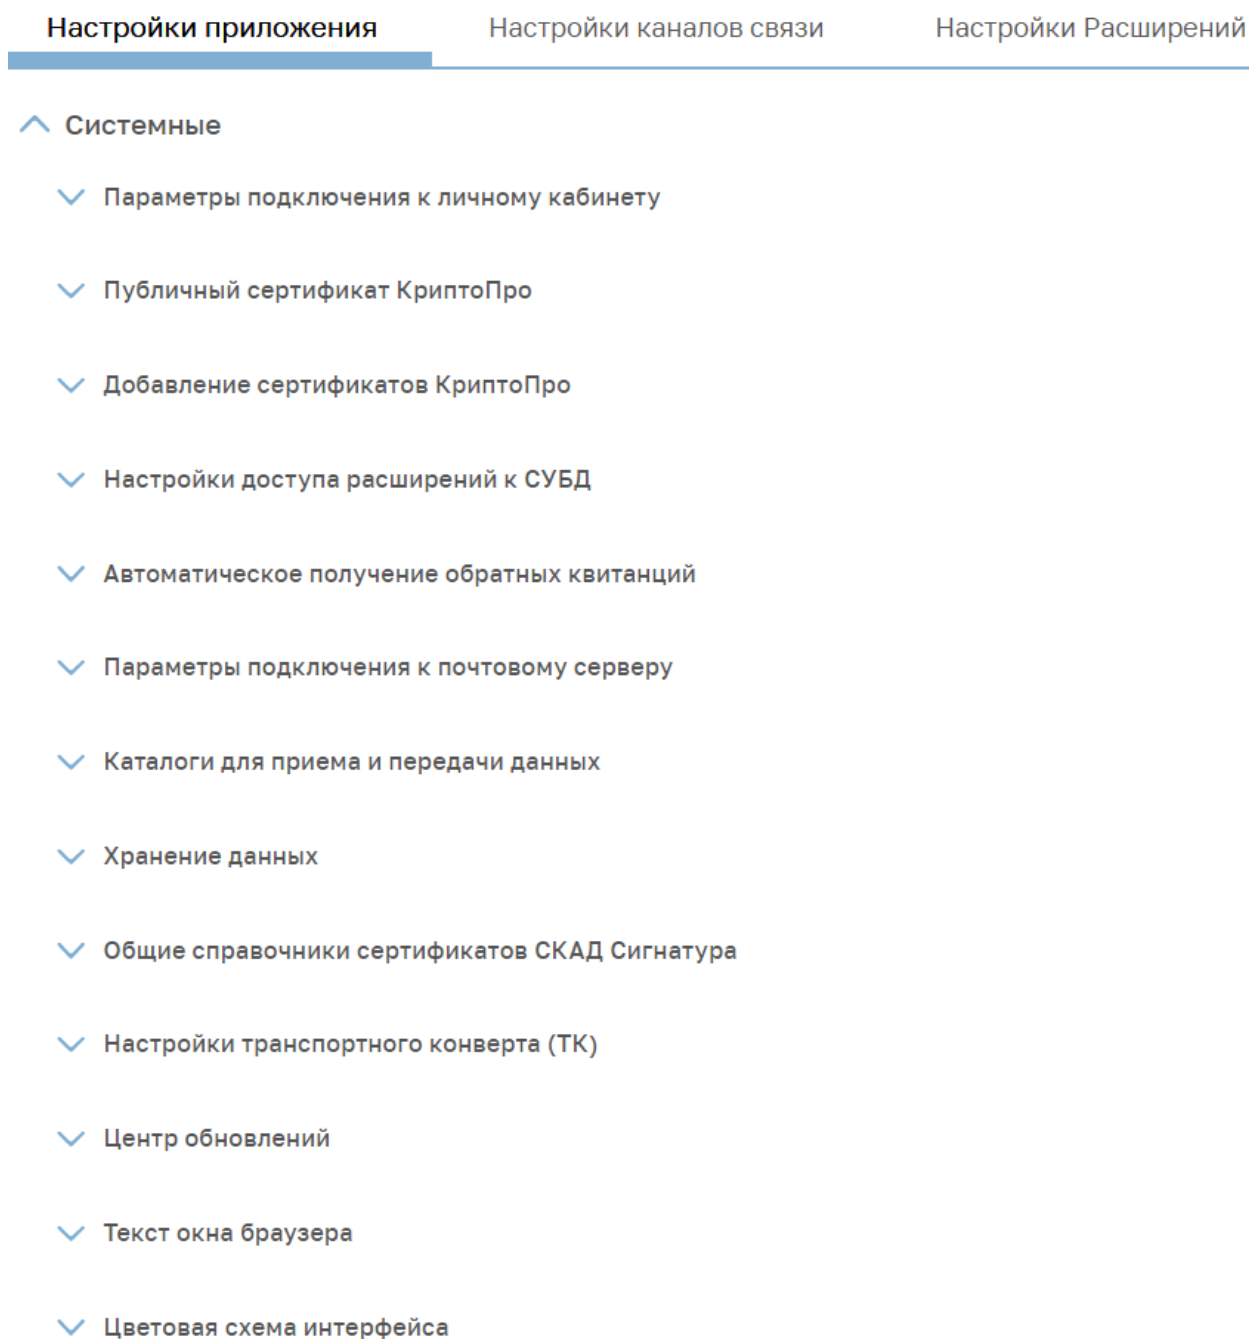 Настройки приложения Настройки каналов связи Настройки Расширений
Системные
Параметры подключения к личному кабинету
Публичный сертификат КриптоПро
Добавление сертификатов КриптоПро
Настройки доступа расширений к СУБД
Автоматическое получение обратных квитанций
Параметры подключения к почтовому серверу
Каталоги для приема и передачи данных
Хранение данных
Общие справочники сертификатов СКАД Сигнатура
Настройки транспортного конверта (ТК)
Центр обновлений
Текст окна браузера
Цветовая схема интерфейса